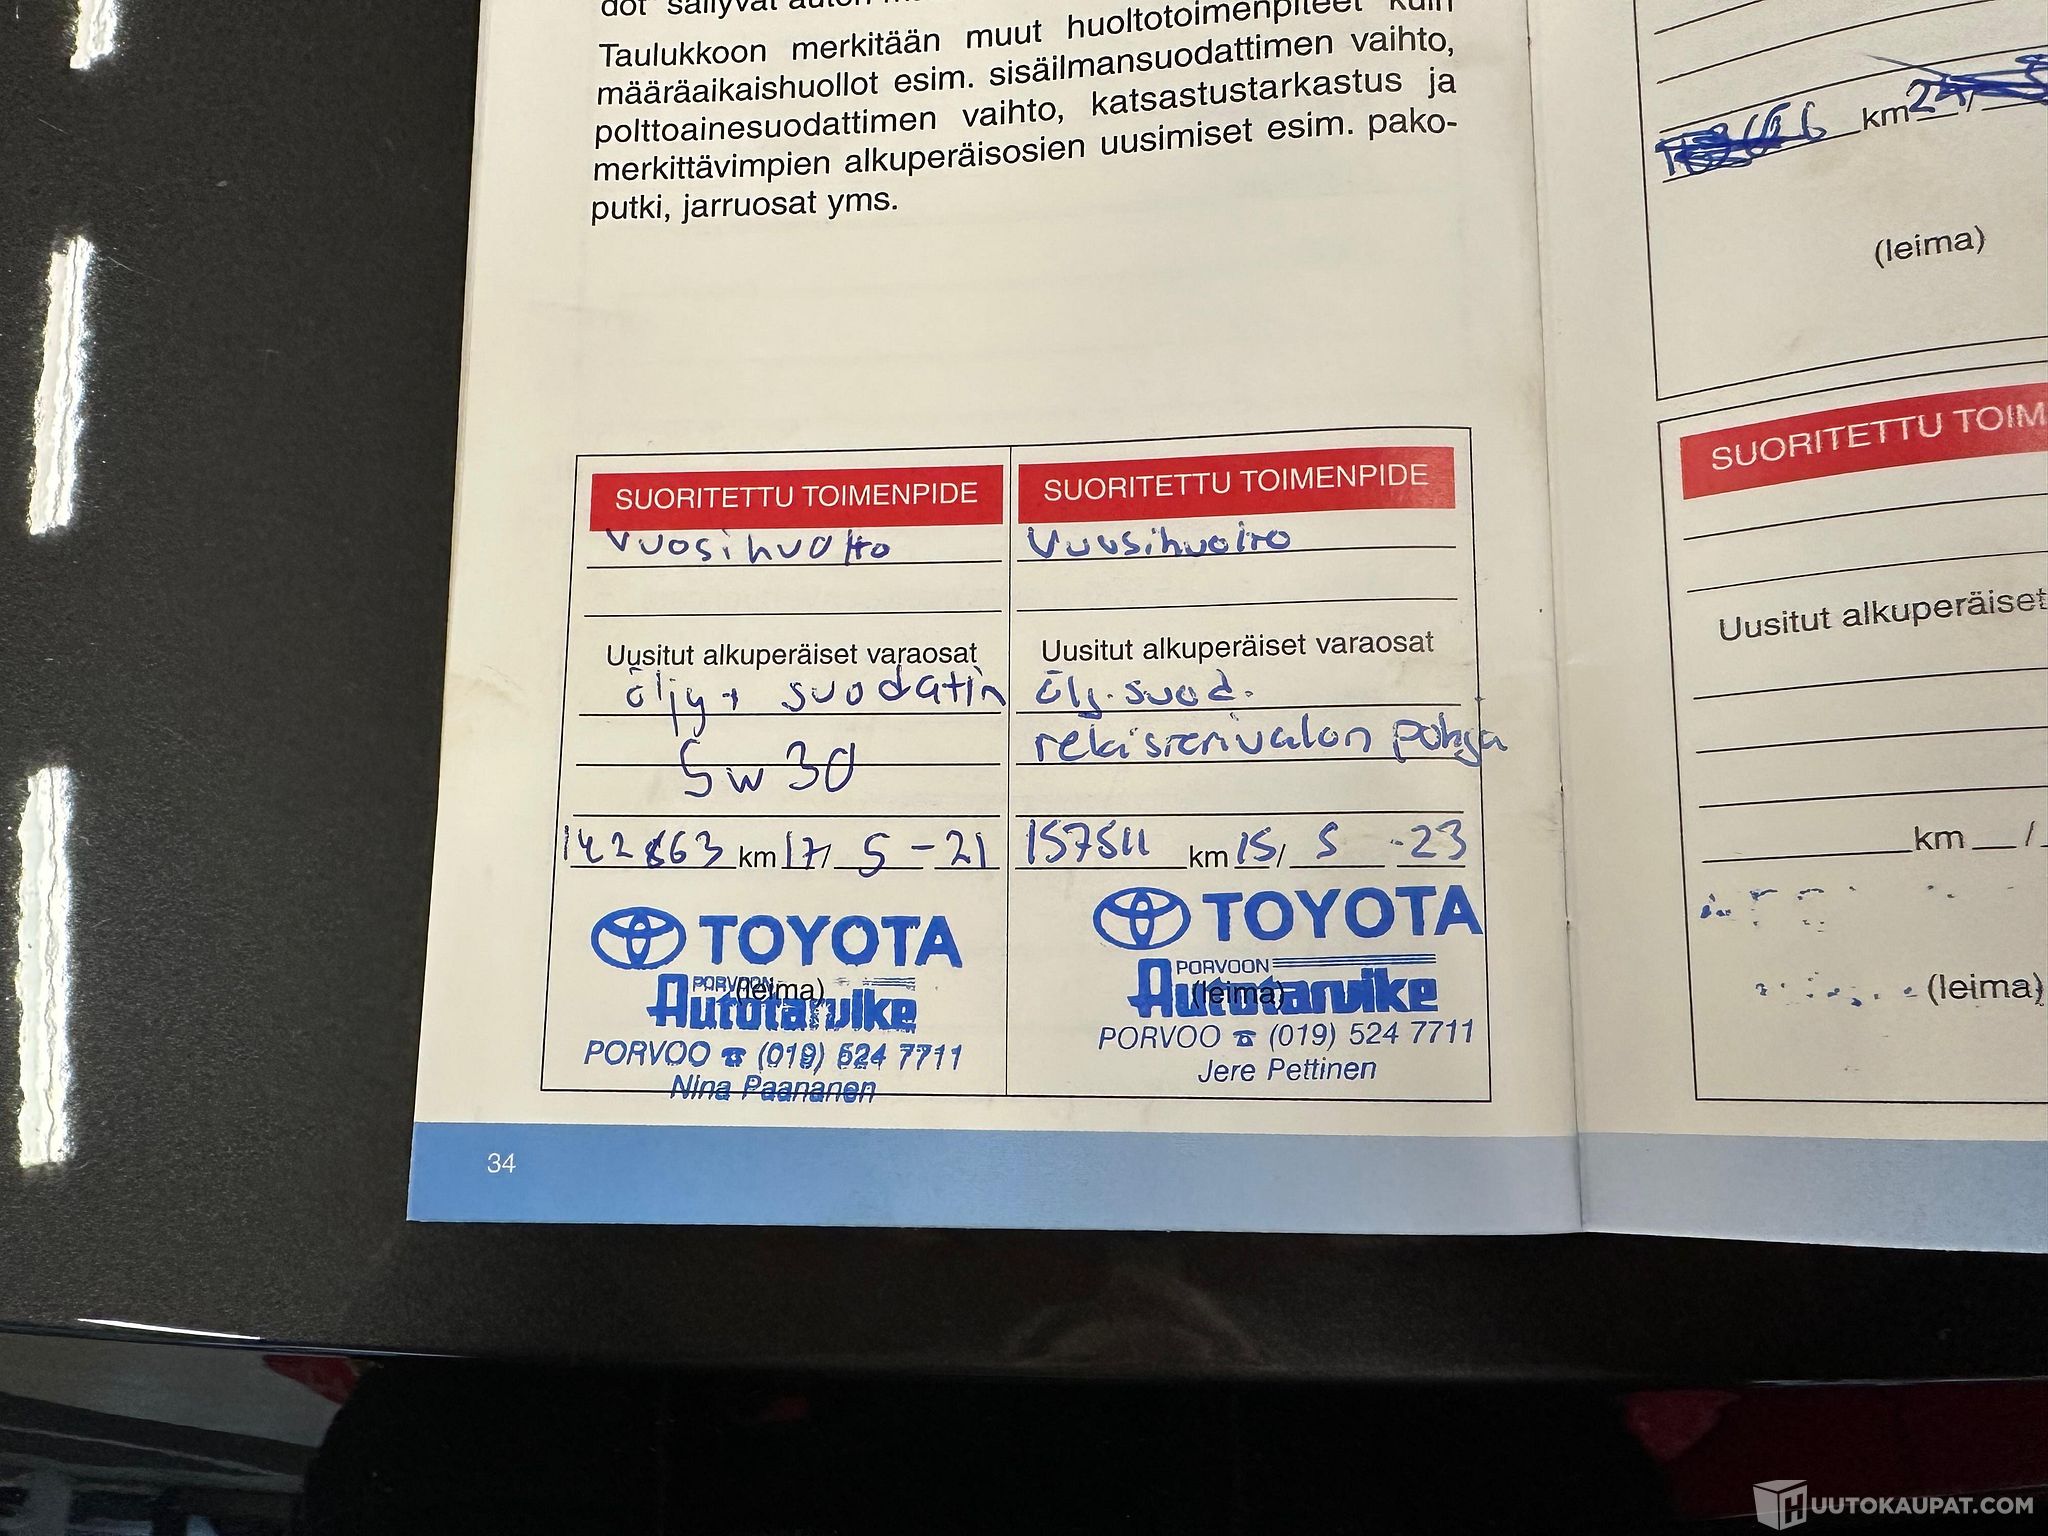 Taulukkoon merkitään muut huoltotoimenpiteet kuin
määräaikaishuollot esim. sisäilmansuodattimen vaihto,
polttoainesuodattimen vaihto, katsastustarkastus ja
merkittävimpien alkuperäisosien uusimiset esim. pako-
putki, jarruosat yms.
SUORITETTU TOIMENPIDE
vuosihuolto
Uusitut alkuperäiset varaosat
öljy + suodatin
5w30
km 17/ 5 -21
TOYOTA
PORVOON
(leima)
Autotarvike
PORVOO ☎ (019) 524 7711
Nina Paananen
SUORITETTU TOIMENPIDE
Vuosihuolto
Uusitut alkuperäiset varaosat
ölj.suod.
rekisterivalon pohja
157511 km 15/ 5 -23
TOYOTA
PORVOON
(leima)
Autotarvike
PORVOO ☎ (019) 524 7711
Jere Pettinen
34
km
(leima)
SUORITETTU TOIM
Uusitut alkuperäiset
km /
(leima)
HUUTOKAUPAT.COM